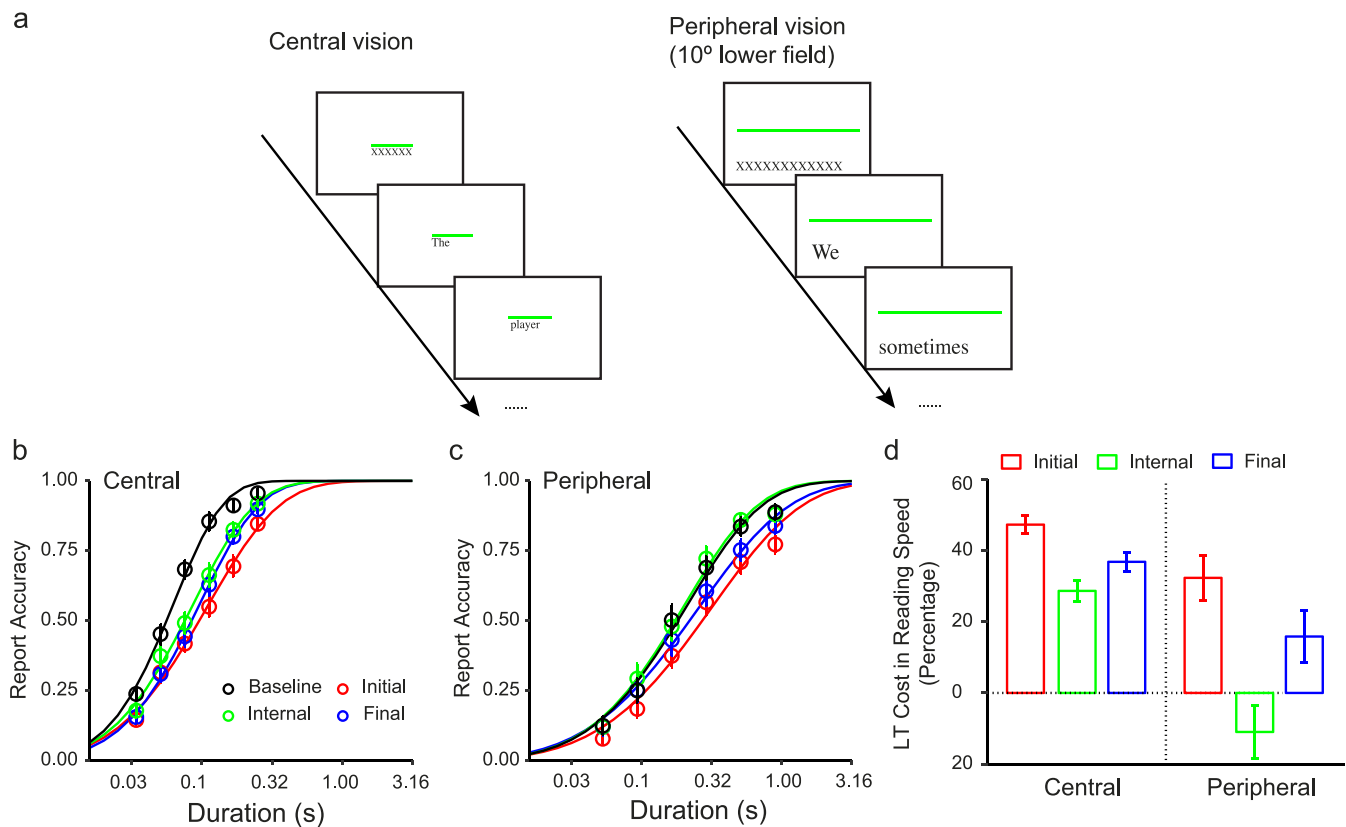 a
Central vision
XXXXXX
The
player
......
Peripheral vision
(10º lower field)
XXXXXXXXXXXX
We
sometimes
......
b
Central
Report Accuracy
1.00
0.75
0.50
0.25
0.00
Baseline
Initial
Internal
Final
0.03
0.1
0.32
1.00
3.16
Duration (s)
c
Peripheral
Report Accuracy
1.00
0.75
0.50
0.25
0.00
0.03
0.1
0.32
1.00
3.16
Duration (s)
d
Initial
Internal
Final
LT Cost in Reading Speed
(Percentage)
60
40
20
0
20
Central
Peripheral